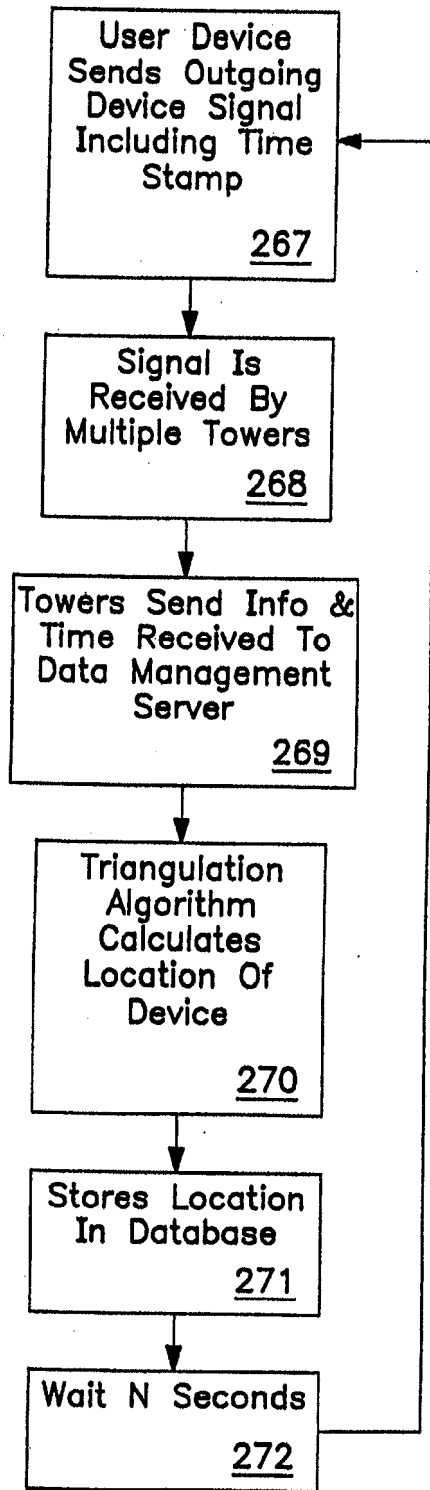 User Device
Sends Outgoing
Device Signal
Including Time
Stamp
267
Signal Is
Received By
Multiple Towers
268
Towers Send Info &
Time Received To
Data Management
Server
269
Triangulation
Algorithm
Calculates
Location Of
Device
270
Stores Location
In Database
271
Wait N Seconds
272